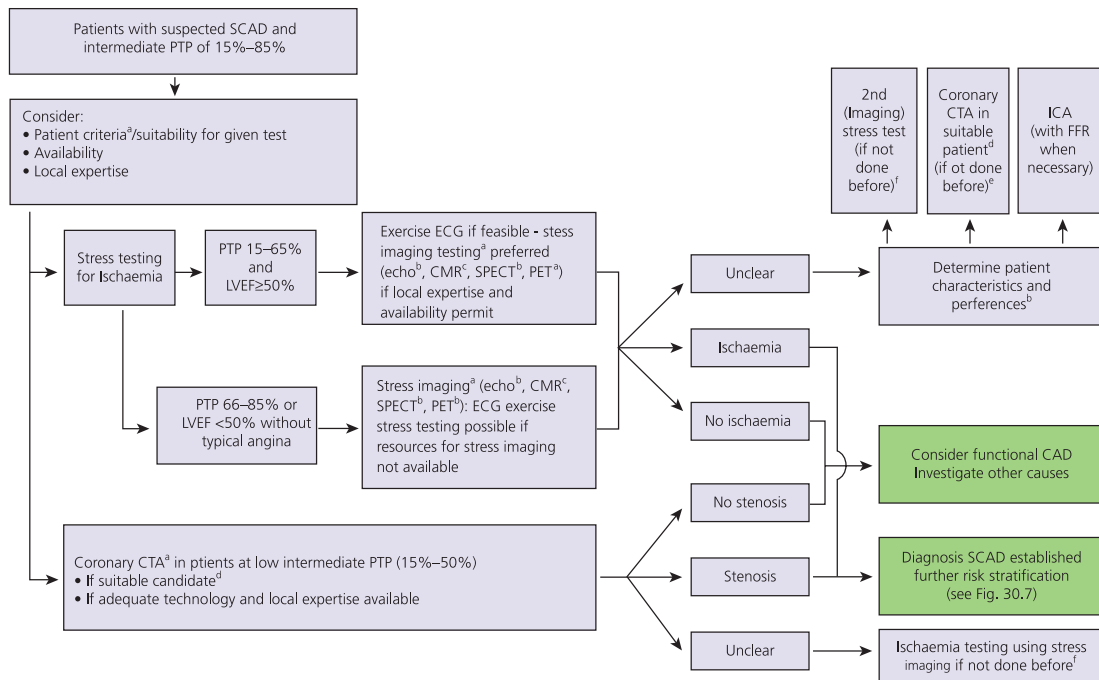 Patients with suspected SCAD and
intermediate PTP of 15%–85%
Consider:
• Patient criteriaᵃ/suitability for given test
• Availability
• Local expertise
Stress testing
for Ischaemia
PTP 15–65%
and
LVEF≥50%
Exercise ECG if feasible - stess
imaging testingᵃ preferred
(echoᵇ, CMRᶜ, SPECTᵇ, PETᵃ)
if local expertise and
availability permit
PTP 66–85% or
LVEF <50% without
typical angina
Stress imagingᵃ (echoᵇ, CMRᶜ,
SPECTᵇ, PETᵇ): ECG exercise
stress testing possible if
resources for stress imaging
not available
Coronary CTAᵃ in ptients at low intermediate PTP (15%–50%)
• If suitable candidateᵈ
• If adequate technology and local expertise available
Unclear
Ischaemia
No ischaemia
No stenosis
Stenosis
Unclear
2nd
(Imaging)
stress test
(if not
done
before)ᶠ
Coronary
CTA in
suitable
patientᵈ
(if ot done
before)ᵉ
ICA
(with FFR
when
necessary)
Determine patient
characteristics and
perferencesᵇ
Consider functional CAD
Investigate other causes
Diagnosis SCAD established
further risk stratification
(see Fig. 30.7)
Ischaemia testing using stress
imaging if not done beforeᶠ